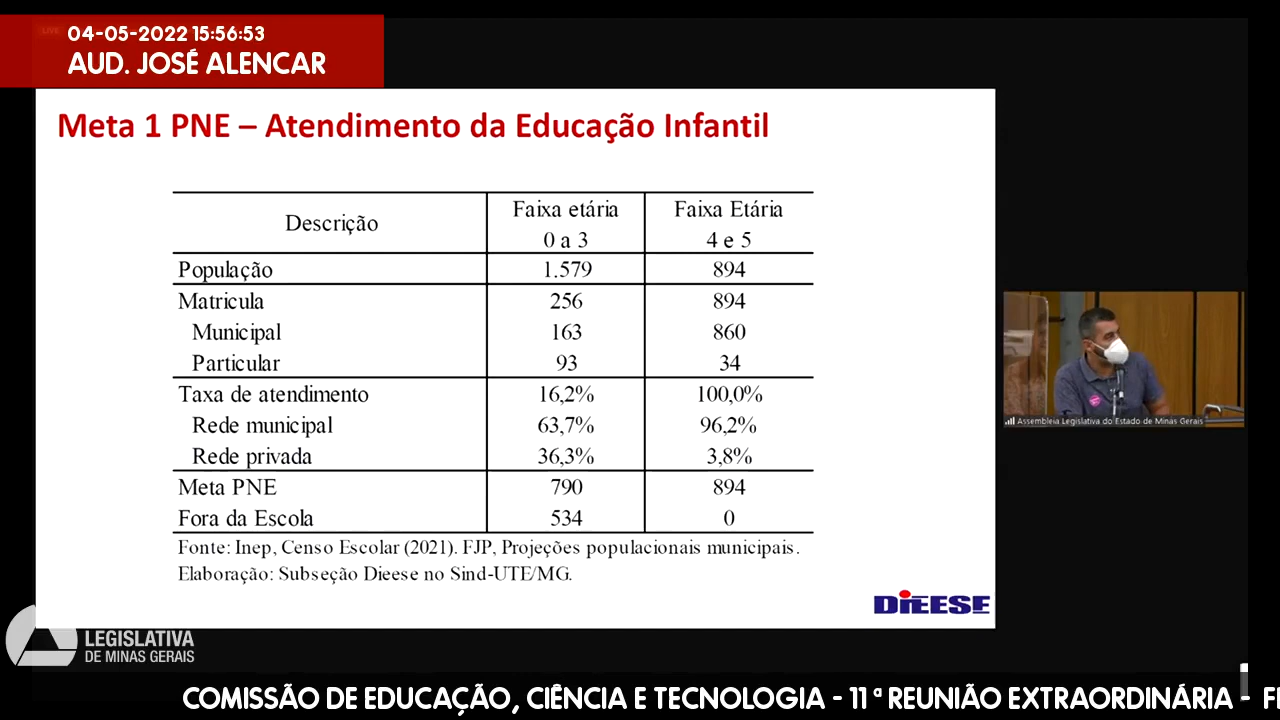 LIVE
04-05-2022 15:56:53
AUD. JOSÉ ALENCAR
Meta 1 PNE – Atendimento da Educação Infantil
Descrição
Faixa etária
0 a 3
Faixa Etária
4 e 5
População 1.579 894
Matricula 256 894
Municipal 163 860
Particular 93 34
Taxa de atendimento 16,2% 100,0%
Rede municipal 63,7% 96,2%
Rede privada 36,3% 3,8%
Meta PNE 790 894
Fora da Escola 534 0
Fonte: Inep, Censo Escolar (2021). FJP, Projeções populacionais municipais.
Elaboração: Subseção Dieese no Sind-UTE/MG.
DIEESE
Assembleia Legislativa do Estado de Minas Gerais
LEGISLATIVA
DE MINAS GERAIS
COMISSÃO DE EDUCAÇÃO, CIÊNCIA E TECNOLOGIA - 11ª REUNIÃO EXTRAORDINÁRIA -